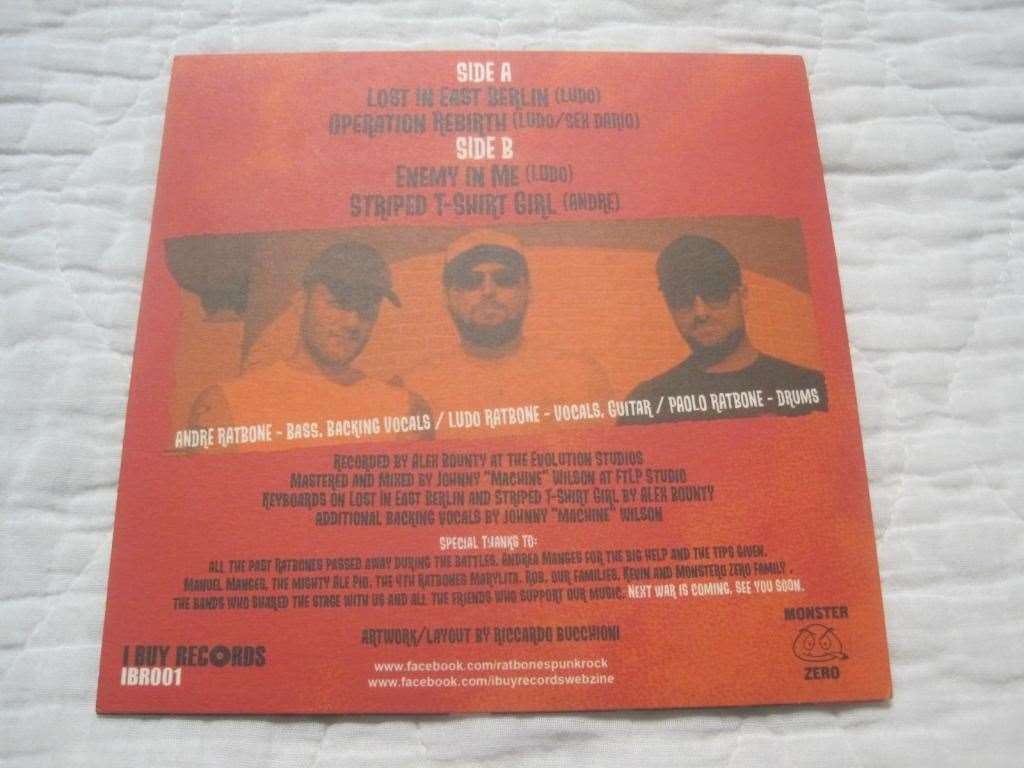 SIDE A
LOST IN EAST BERLIN (LUDO)
OPERATION REBIRTH (LUDO/SEX DARIO)
SIDE B
ENEMY IN ME (LUDO)
STRIPED T-SHIRT GIRL (ANDRE)
ANDRE RATBONE - BASS, BACKING VOCALS / LUDO RATBONE - VOCALS, GUITAR / PAOLO RATBONE - DRUMS
RECORDED BY ALEX BOUNTY AT THE EVOLUTION STUDIOS
MASTERED AND MIXED BY JOHNNY "MACHINE" WILSON AT FTLP STUDIO
KEYBOARDS ON LOST IN EAST BERLIN AND STRIPED T-SHIRT GIRL BY ALEX BOUNTY
ADDITIONAL BACKING VOCALS BY JOHNNY "MACHINE" WILSON
SPECIAL THANKS TO:
ALL THE PAST RATBONES PASSED AWAY DURING THE BATTLES, ANDREA MANGES FOR THE BIG HELP AND THE TIPS GIVEN,
MANUEL MANGES, THE MIGHTY ALE PIO, THE 4TH RATBONES MARYLITA, ROB, OUR FAMILIES, KEVIN AND MONSTERO ZERO FAMILY ,
THE BANDS WHO SHARED THE STAGE WITH US AND ALL THE FRIENDS WHO SUPPORT OUR MUSIC. NEXT WAR IS COMING, SEE YOU SOON.
ARTWORK/LAYOUT BY RICCARDO BUCCHIONI
www.facebook.com/ratbonespunkrock
www.facebook.com/ibuyrecordswebzine
I BUY RECORDS
IBR001
MONSTER
ZERO